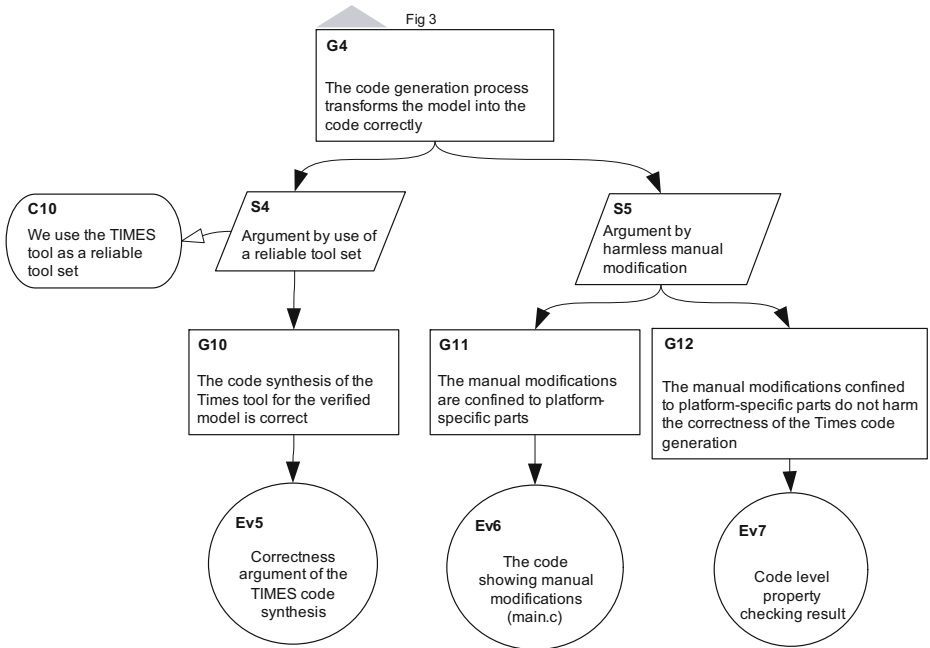 Fig 3
G4
The code generation process
transforms the model into the
code correctly
C10
We use the TIMES
tool as a reliable
tool set
S4
Argument by use of
a reliable tool set
S5
Argument by
harmless manual
modification
G10
The code synthesis of the
Times tool for the verified
model is correct
G11
The manual modifications
are confined to platform-
specific parts
G12
The manual modifications confined
to platform-specific parts do not harm
the correctness of the Times code
generation
Ev5
Correctness
argument of the
TIMES code
synthesis
Ev6
The code
showing manual
modifications
(main.c)
Ev7
Code level
property
checking result